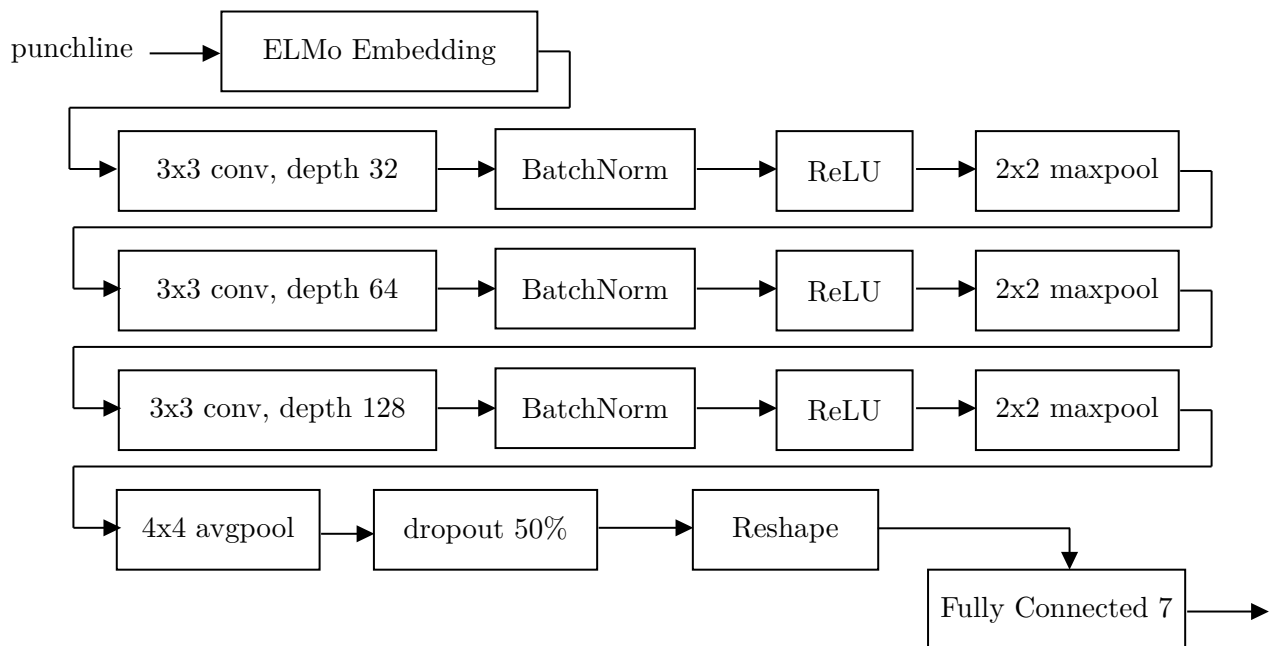 punchline
ELMo Embedding
3x3 conv, depth 32
BatchNorm
ReLU
2x2 maxpool
3x3 conv, depth 64
BatchNorm
ReLU
2x2 maxpool
3x3 conv, depth 128
BatchNorm
ReLU
2x2 maxpool
4x4 avgpool
dropout 50%
Reshape
Fully Connected 7